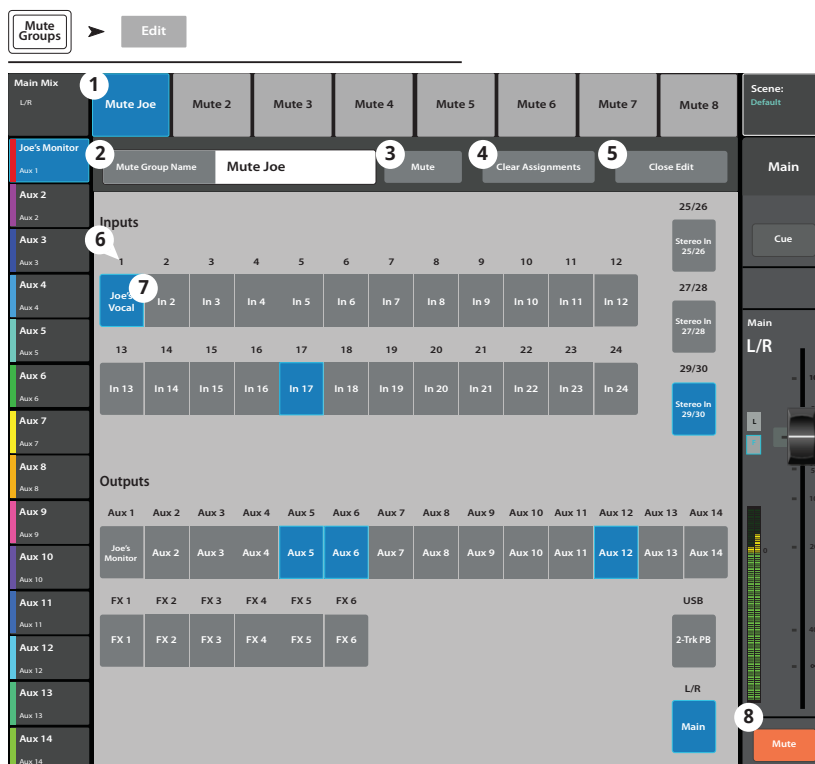 Mute
Groups
Edit
Main Mix
L/R
1
Mute Joe
Mute 2
Mute 3
Mute 4
Mute 5
Mute 6
Mute 7
Mute 8
Scene:
Default
Joe's Monitor
Aux 1
2
Mute Group Name
Mute Joe
3
Mute
4
Clear Assignments
5
Close Edit
Main
Aux 2
Aux 2
Aux 3
Aux 3
Aux 4
Aux 4
Aux 5
Aux 5
Aux 6
Aux 6
Aux 7
Aux 7
Aux 8
Aux 8
Aux 9
Aux 9
Aux 10
Aux 10
Aux 11
Aux 11
Aux 12
Aux 12
Aux 13
Aux 13
Aux 14
Aux 14
Inputs
6
1 2 3 4 5 6 7 8 9 10 11 12
Joe's
Vocal
7
In 2 In 3 In 4 In 5 In 6 In 7 In 8 In 9 In 10 In 11 In 12
13 14 15 16 17 18 19 20 21 22 23 24
In 13 In 14 In 15 In 16 In 17 In 18 In 19 In 20 In 21 In 22 In 23 In 24
25/26
Stereo In
25/26
27/28
Stereo In
27/28
29/30
Stereo In
29/30
Outputs
Aux 1 Aux 2 Aux 3 Aux 4 Aux 5 Aux 6 Aux 7 Aux 8 Aux 9 Aux 10 Aux 11 Aux 12 Aux 13 Aux 14
Joe's
Monitor
Aux 2 Aux 3 Aux 4 Aux 5 Aux 6 Aux 7 Aux 8 Aux 9 Aux 10 Aux 11 Aux 12 Aux 13 Aux 14
FX 1 FX 2 FX 3 FX 4 FX 5 FX 6
FX 1 FX 2 FX 3 FX 4 FX 5 FX 6
USB
2-Trk PB
L/R
Main
Cue
Main
L/R
L
0
8
Mute